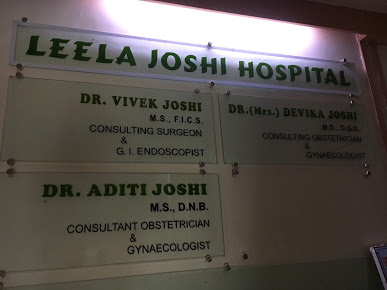 LEELA JOSHI HOSPITAL
DR. VIVEK JOSHI
M.S., F.I.C.S.
CONSULTING SURGEON
&
G. I. ENDOSCOPIST
DR.(Mrs.) DEVIKA JOSHI
M.D., D.G.O.
CONSULTING OBSTETRICIAN
&
GYNAECOLOGIST
DR. ADITI JOSHI
M.S., D.N.B.
CONSULTANT OBSTETRICIAN
&
GYNAECOLOGIST